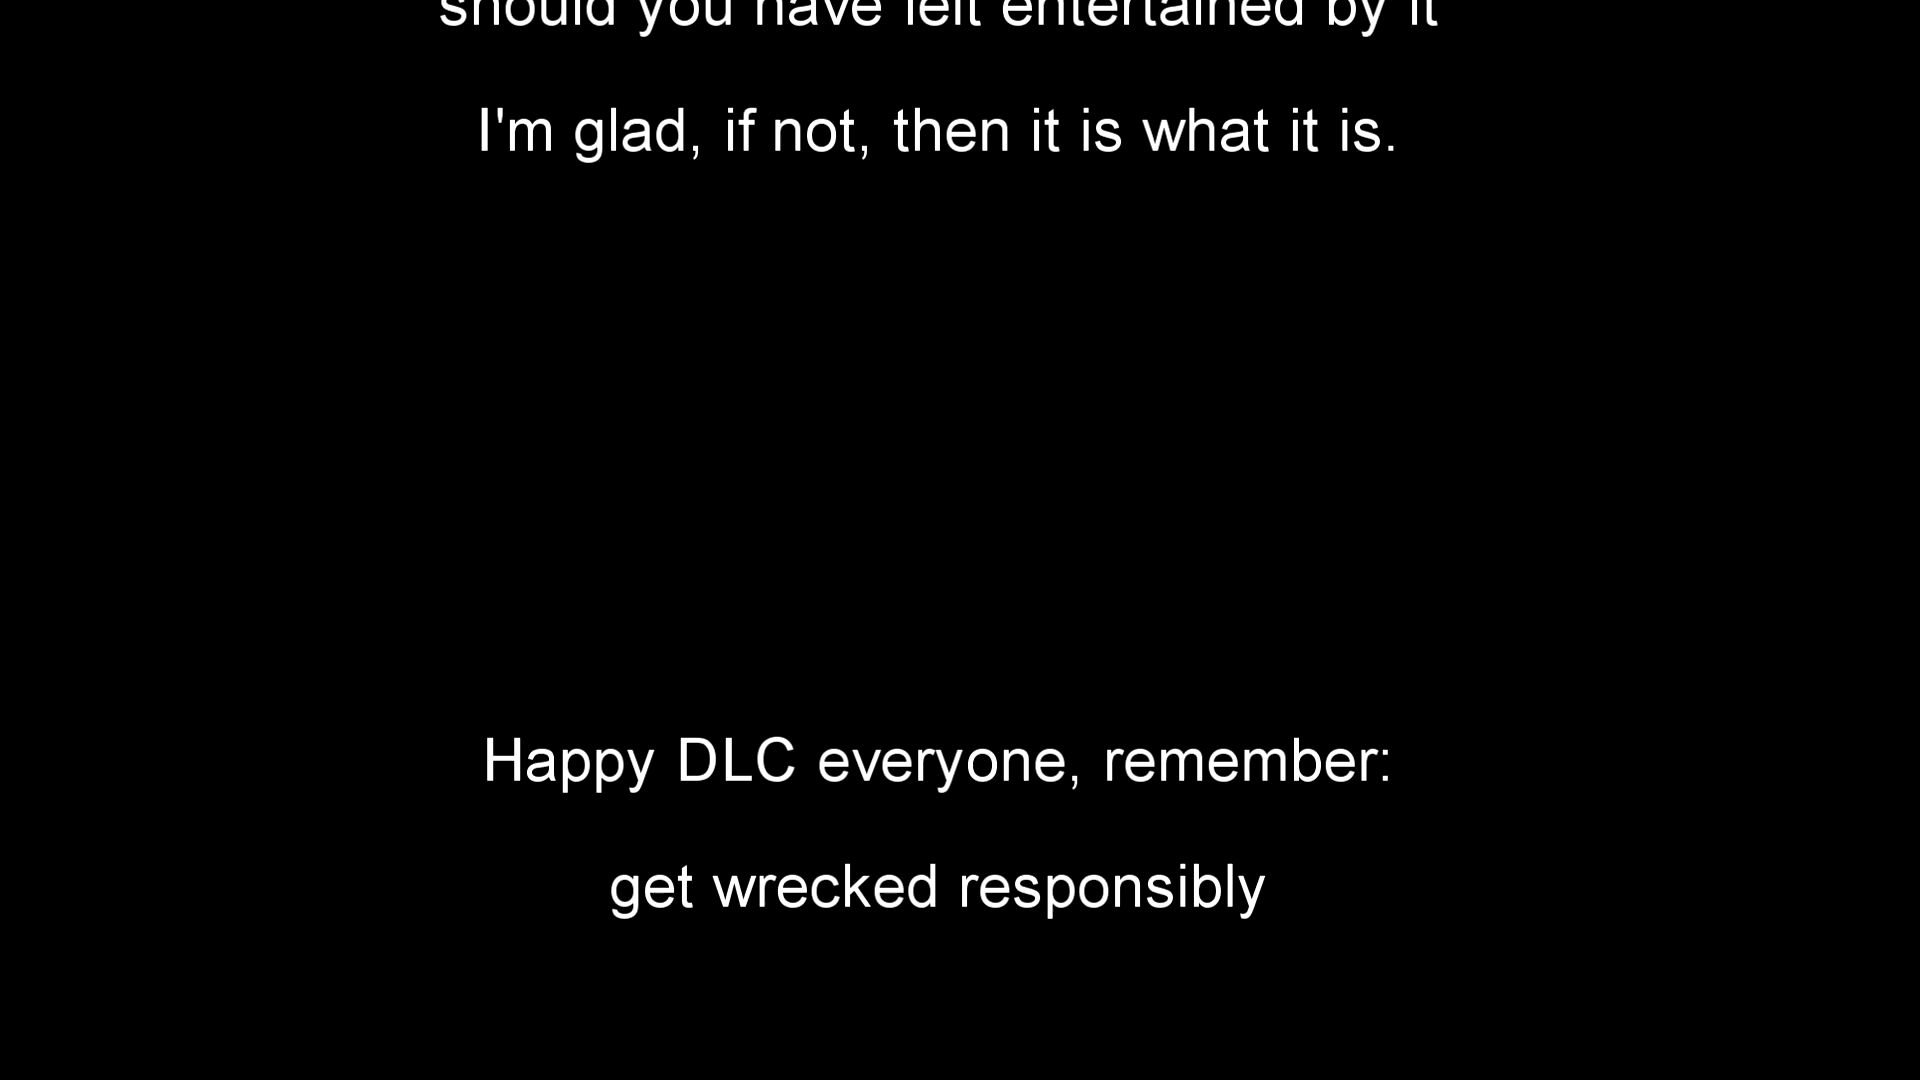 should you have left entertained by it
I'm glad, if not, then it is what it is.
Happy DLC everyone, remember:
get wrecked responsibly